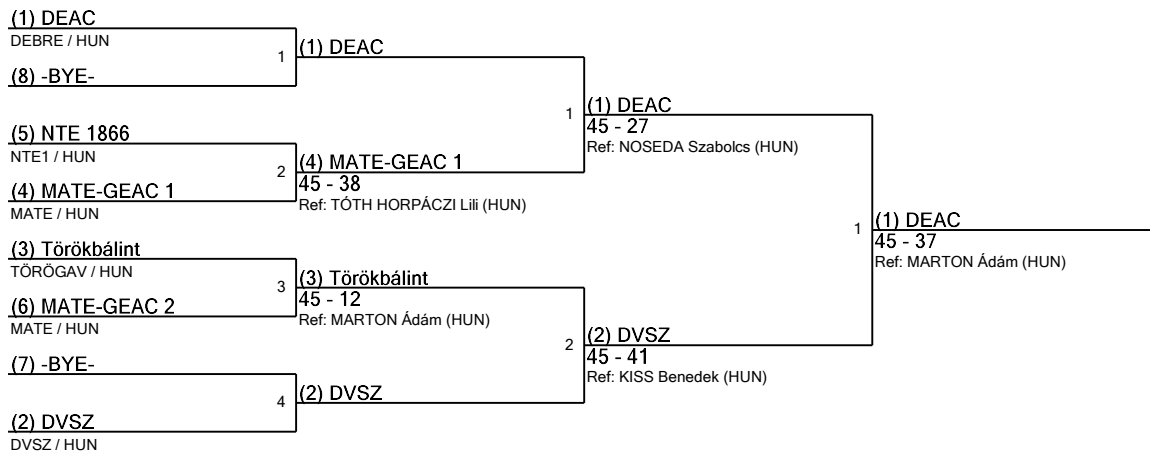 (1) DEAC
DEBRE / HUN
1
(8) -BYE-
(5) NTE 1866
NTE1 / HUN
2
(4) MATE-GEAC 1
MATE / HUN
(3) Törökbálint
TÖRÖGAV / HUN
3
(6) MATE-GEAC 2
MATE / HUN
(7) -BYE-
4
(2) DVSZ
DVSZ / HUN
(1) DEAC
1
(4) MATE-GEAC 1
45 - 38
Ref: TÓTH HORPÁCZI Lili (HUN)
(3) Törökbálint
45 - 12
Ref: MARTON Ádám (HUN)
2
(2) DVSZ
(1) DEAC
45 - 27
Ref: NOSEDA Szabolcs (HUN)
1
(2) DVSZ
45 - 41
Ref: KISS Benedek (HUN)
(1) DEAC
45 - 37
Ref: MARTON Ádám (HUN)